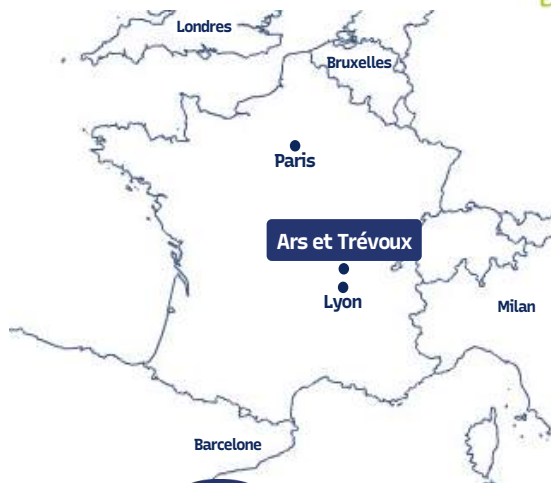 Londres
Bruxelles
Paris
Ars et Trévoux
Lyon
Milan
Barcelone